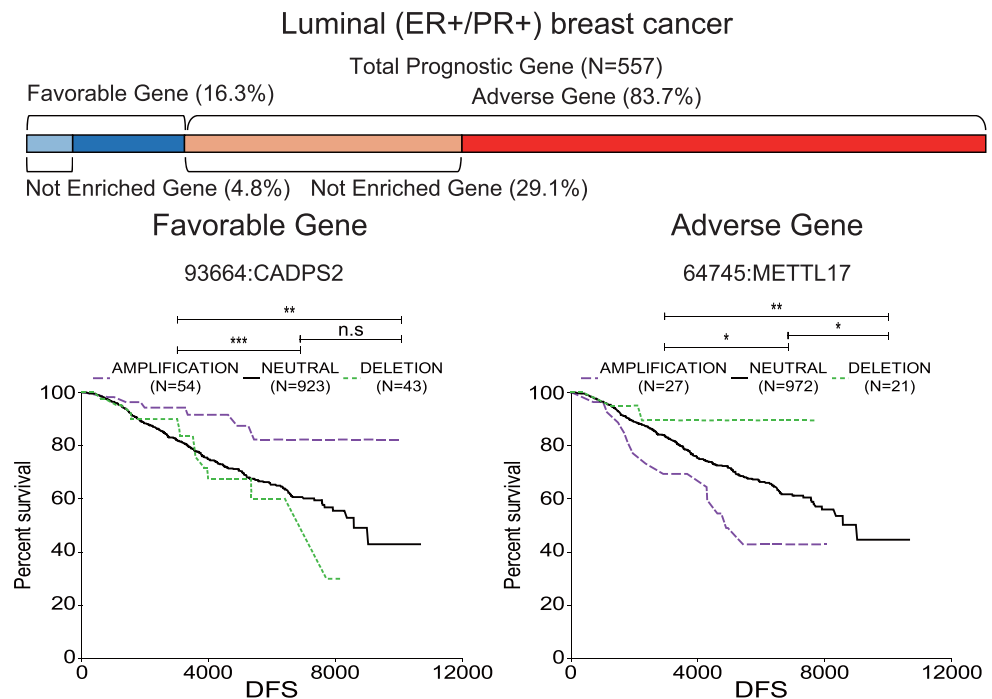 Luminal (ER+/PR+) breast cancer
Total Prognostic Gene (N=557)
Favorable Gene (16.3%)
Adverse Gene (83.7%)
Not Enriched Gene (4.8%)
Not Enriched Gene (29.1%)
Favorable Gene
93664:CADPS2
**
n.s
***
AMPLIFICATION (N=54)
NEUTRAL (N=923)
DELETION (N=43)
100
80
60
40
20
0
Percent survival
0 4000 8000 12000
DFS
Adverse Gene
64745:METTL17
**
*
*
AMPLIFICATION (N=27)
NEUTRAL (N=972)
DELETION (N=21)
100
80
60
40
20
0
Percent survival
0 4000 8000 12000
DFS